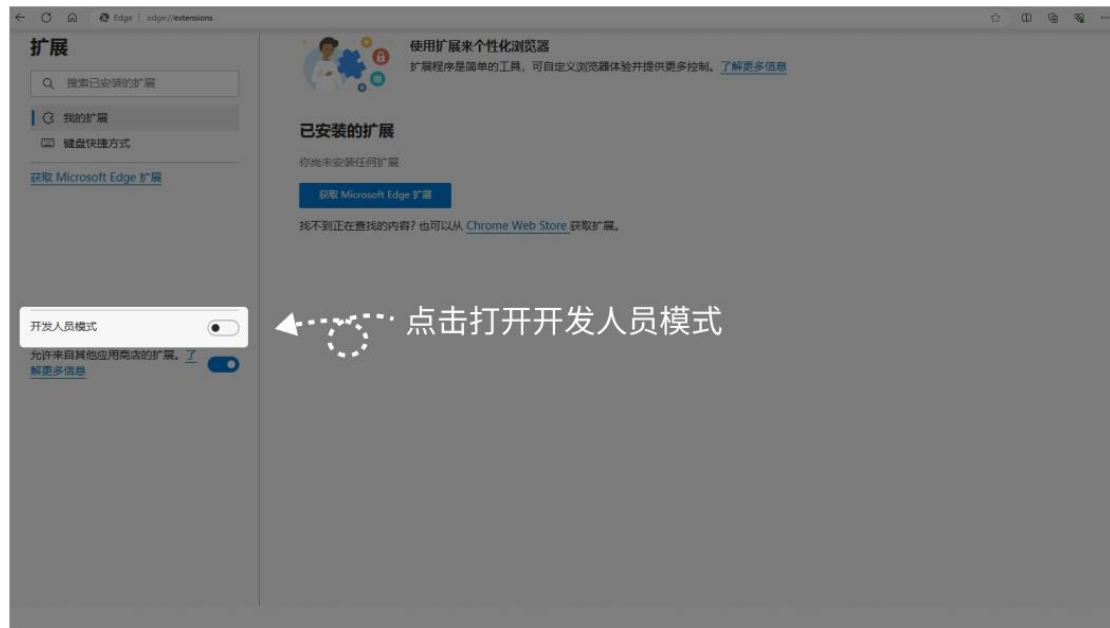 Edge | edge://extensions
扩展
搜索已安装的扩展
我的扩展
键盘快捷方式
获取 Microsoft Edge 扩展
开发人员模式
允许来自其他应用商店的扩展。了
解更多信息
使用扩展来个性化浏览器
扩展程序是简单的工具，可自定义浏览器体验并提供更多控制。了解更多信息
已安装的扩展
你尚未安装任何扩展
获取 Microsoft Edge 扩展
找不到正在查找的内容? 也可以从 Chrome Web Store 获取扩展。
点击打开开发人员模式